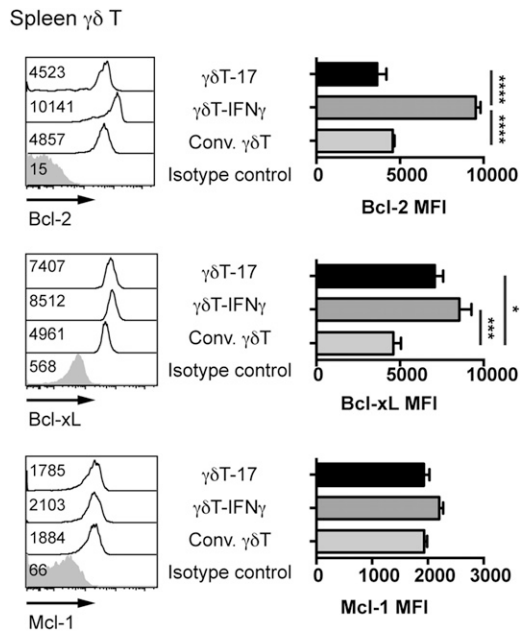 Spleen γδ T
4523
10141
4857
15
Bcl-2
γδT-17
γδT-IFNγ
Conv. γδT
Isotype control
****
****
0 5000 10000
Bcl-2 MFI
7407
8512
4961
568
Bcl-xL
γδT-17
γδT-IFNγ
Conv. γδT
Isotype control
*
***
0 5000 10000
Bcl-xL MFI
1785
2103
1884
66
Mcl-1
γδT-17
γδT-IFNγ
Conv. γδT
Isotype control
0 1000 2000 3000
Mcl-1 MFI